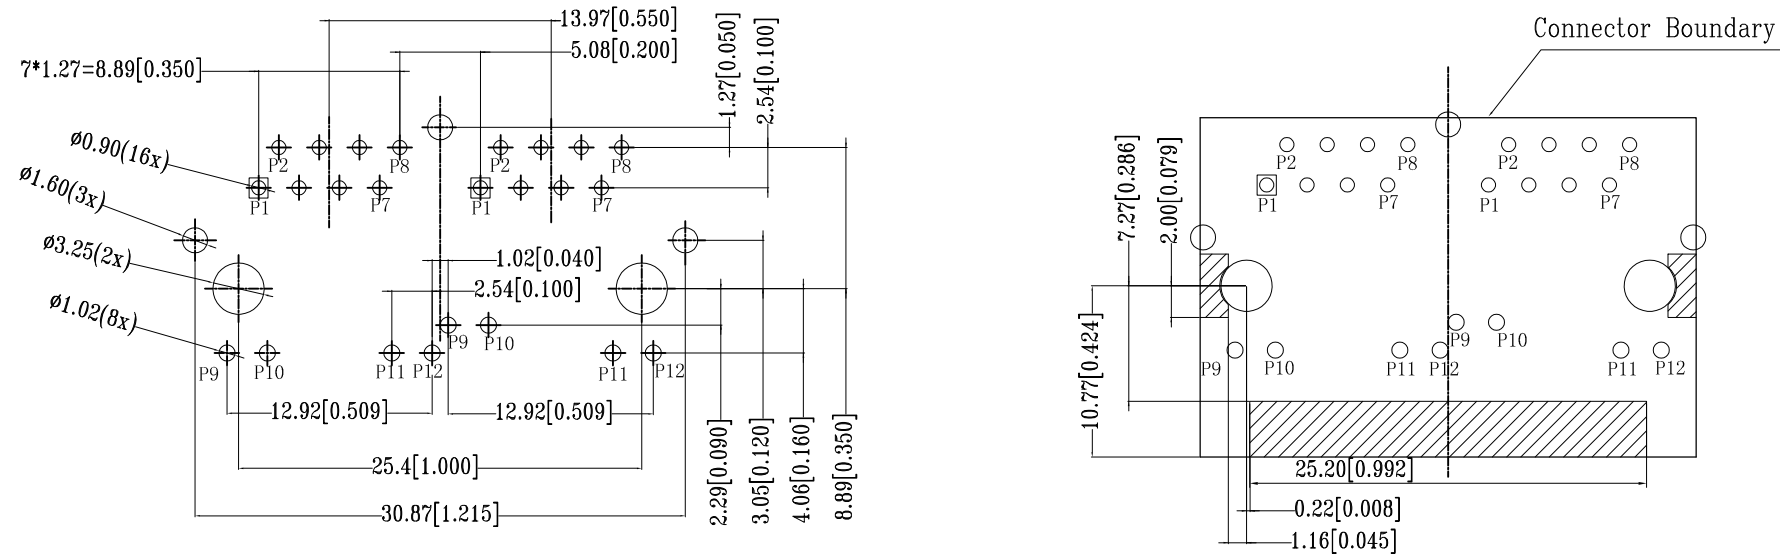 13.97[0.550]
5.08[0.200]
7*1.27=8.89[0.350]
1.27[0.050]
2.54[0.100]
ø0.90(16x)
ø1.60(3x)
ø3.25(2x)
ø1.02(8x)
P2
P8
P2
P8
P1
P7
P1
P7
1.02[0.040]
2.54[0.100]
P9
P10
P9
P10
P11
P12
P11
P12
12.92[0.509]
12.92[0.509]
25.4[1.000]
30.87[1.215]
2.29[0.090]
3.05[0.120]
4.06[0.160]
8.89[0.350]
Connector Boundary
7.27[0.286]
2.00[0.079]
10.77[0.424]
P2
P8
P2
P8
P1
P7
P1
P7
P9
P10
P9
P10
P11
P12
P11
P12
25.20[0.992]
0.22[0.008]
1.16[0.045]